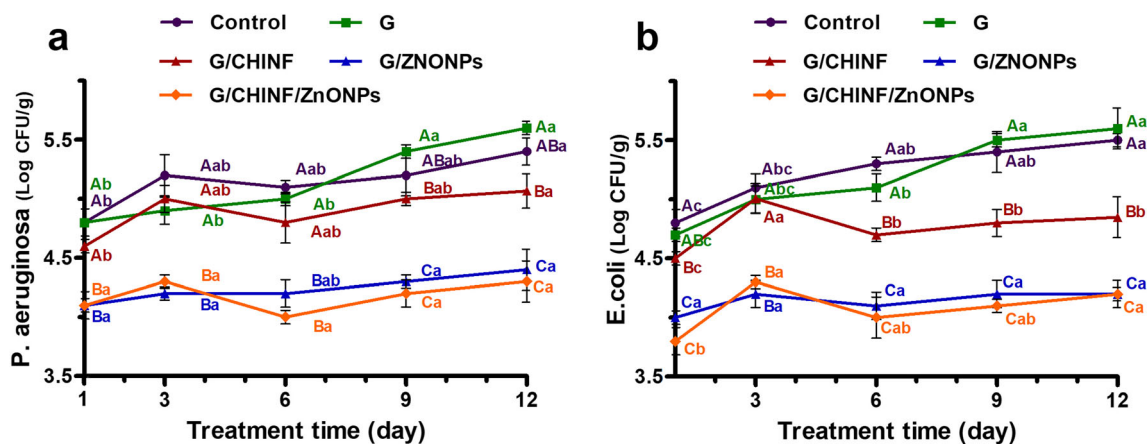 a
Control
G
G/CHINF
G/ZNONPs
G/CHINF/ZnONPs
P. aeruginosa (Log CFU/g)
5.5
4.5
3.5
1
3
6
9
12
Treatment time (day)
Ab
Ab
Ab
Ba
Ba
Aab
Aab
Ab
Ba
Ba
Aab
Ab
Aab
Bab
Ba
Aa
ABab
Bab
Ca
Ca
Aa
ABa
Ba
Ca
Ca
b
Control
G
G/CHINF
G/ZNONPs
G/CHINF/ZnONPs
E.coli (Log CFU/g)
5.5
4.5
3.5
3
6
9
12
Treatment time (day)
Ac
ABc
Bc
Ca
Cb
Abc
Abc
Aa
Ba
Ba
Aab
Ab
Bb
Ca
Cab
Aa
Aab
Bb
Ca
Cab
Aa
Aa
Bb
Ca
Ca